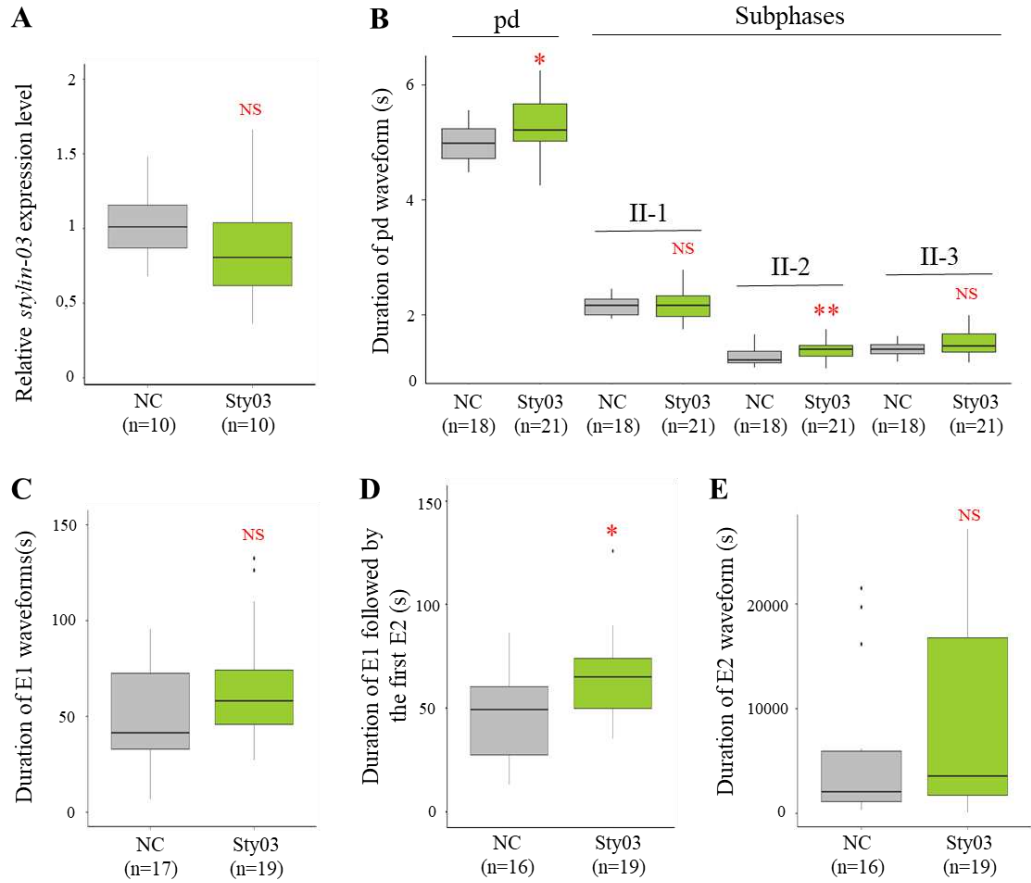 A
Relative stylin-03 expression level
2
1.5
1
0.5
0
NS
NC
(n=10)
Sty03
(n=10)
B
pd
Subphases
Duration of pd waveform (s)
6
4
2
0
*
II-1
NS
II-2
**
II-3
NS
NC
(n=18)
Sty03
(n=21)
NC
(n=18)
Sty03
(n=21)
NC
(n=18)
Sty03
(n=21)
NC
(n=18)
Sty03
(n=21)
C
Duration of E1 waveforms(s)
150
100
50
0
NS
NC
(n=17)
Sty03
(n=19)
D
Duration of E1 followed by
the first E2 (s)
150
100
50
0
*
NC
(n=16)
Sty03
(n=19)
E
Duration of E2 waveform (s)
20000
10000
0
NS
NC
(n=16)
Sty03
(n=19)